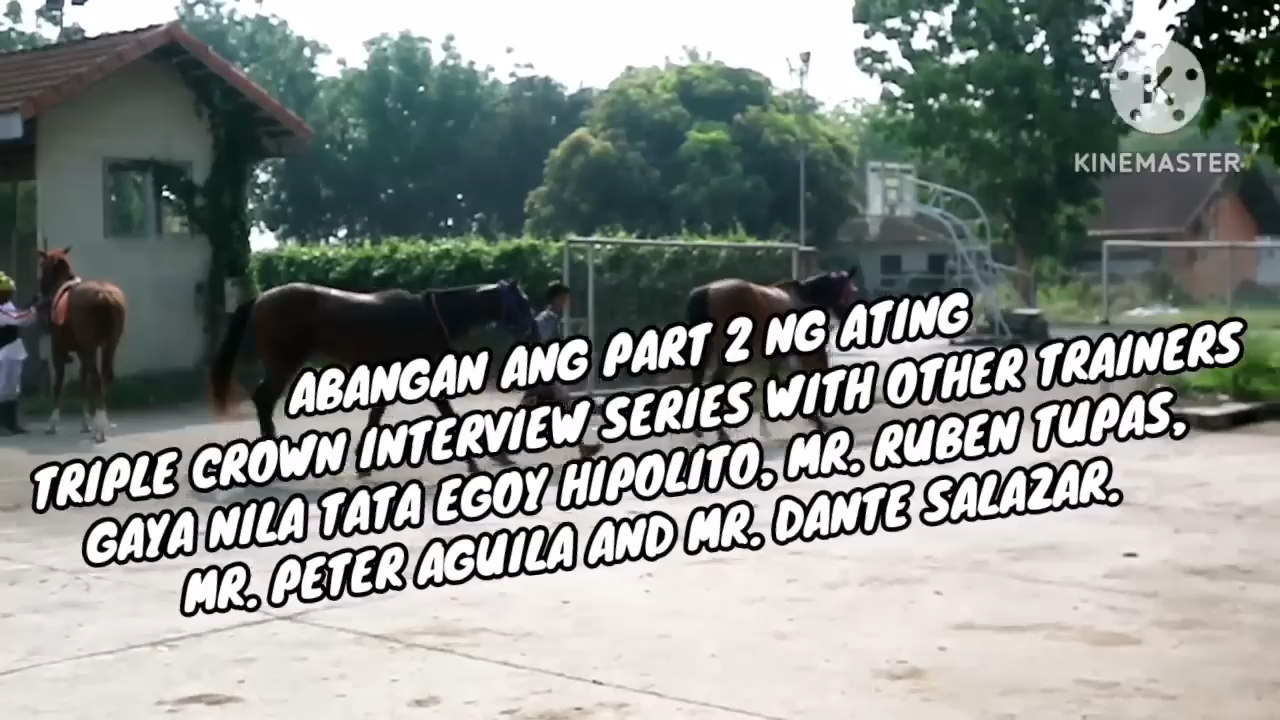 KINEMASTER
ABANGAN ANG PART 2 NG ATING
TRIPLE CROWN INTERVIEW SERIES WITH OTHER TRAINERS
GAYA NILA TATA EGOY HIPOLITO, MR. RUBEN TUPAS,
MR. PETER AGUILA AND MR. DANTE SALAZAR.